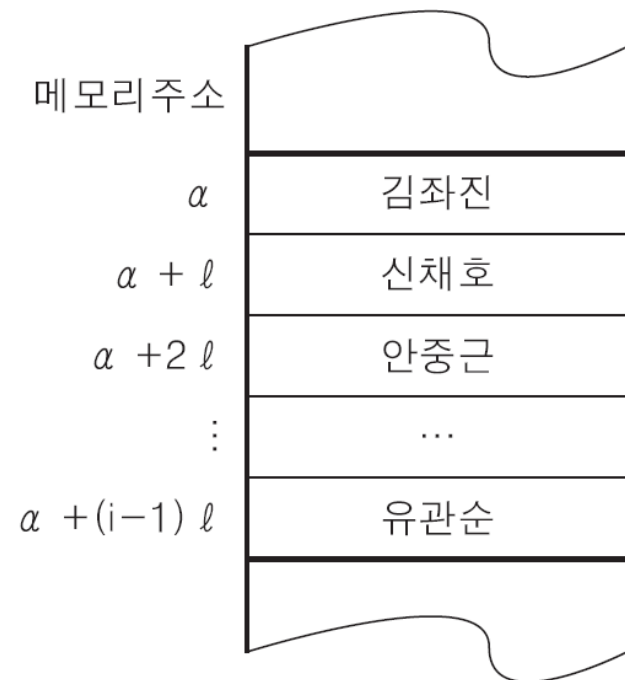 메모리주소
α 김좌진
α + ℓ 신채호
α +2 ℓ 안중근
⋮ …
α +(i−1) ℓ 유관순